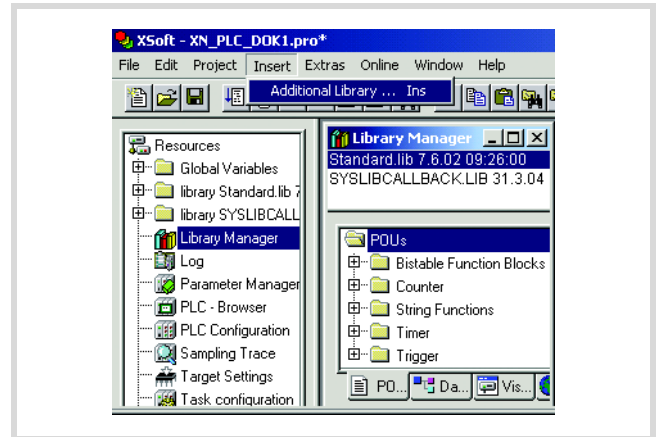 XSoft - XN_PLC_DOK1.pro*
File Edit Project Insert Extras Online Window Help
Additional Library ... Ins
Resources
Global Variables
library Standard.lib 7
library SYSLIBCALL
Library Manager
Log
Parameter Manager
PLC - Browser
PLC Configuration
Sampling Trace
Target Settings
Task configuration
Library Manager
Standard.lib 7.6.02 09:26:00
SYSLIBCALLBACK.LIB 31.3.04
POUs
Bistable Function Blocks
Counter
String Functions
Timer
Trigger
PO... Da... Vis...